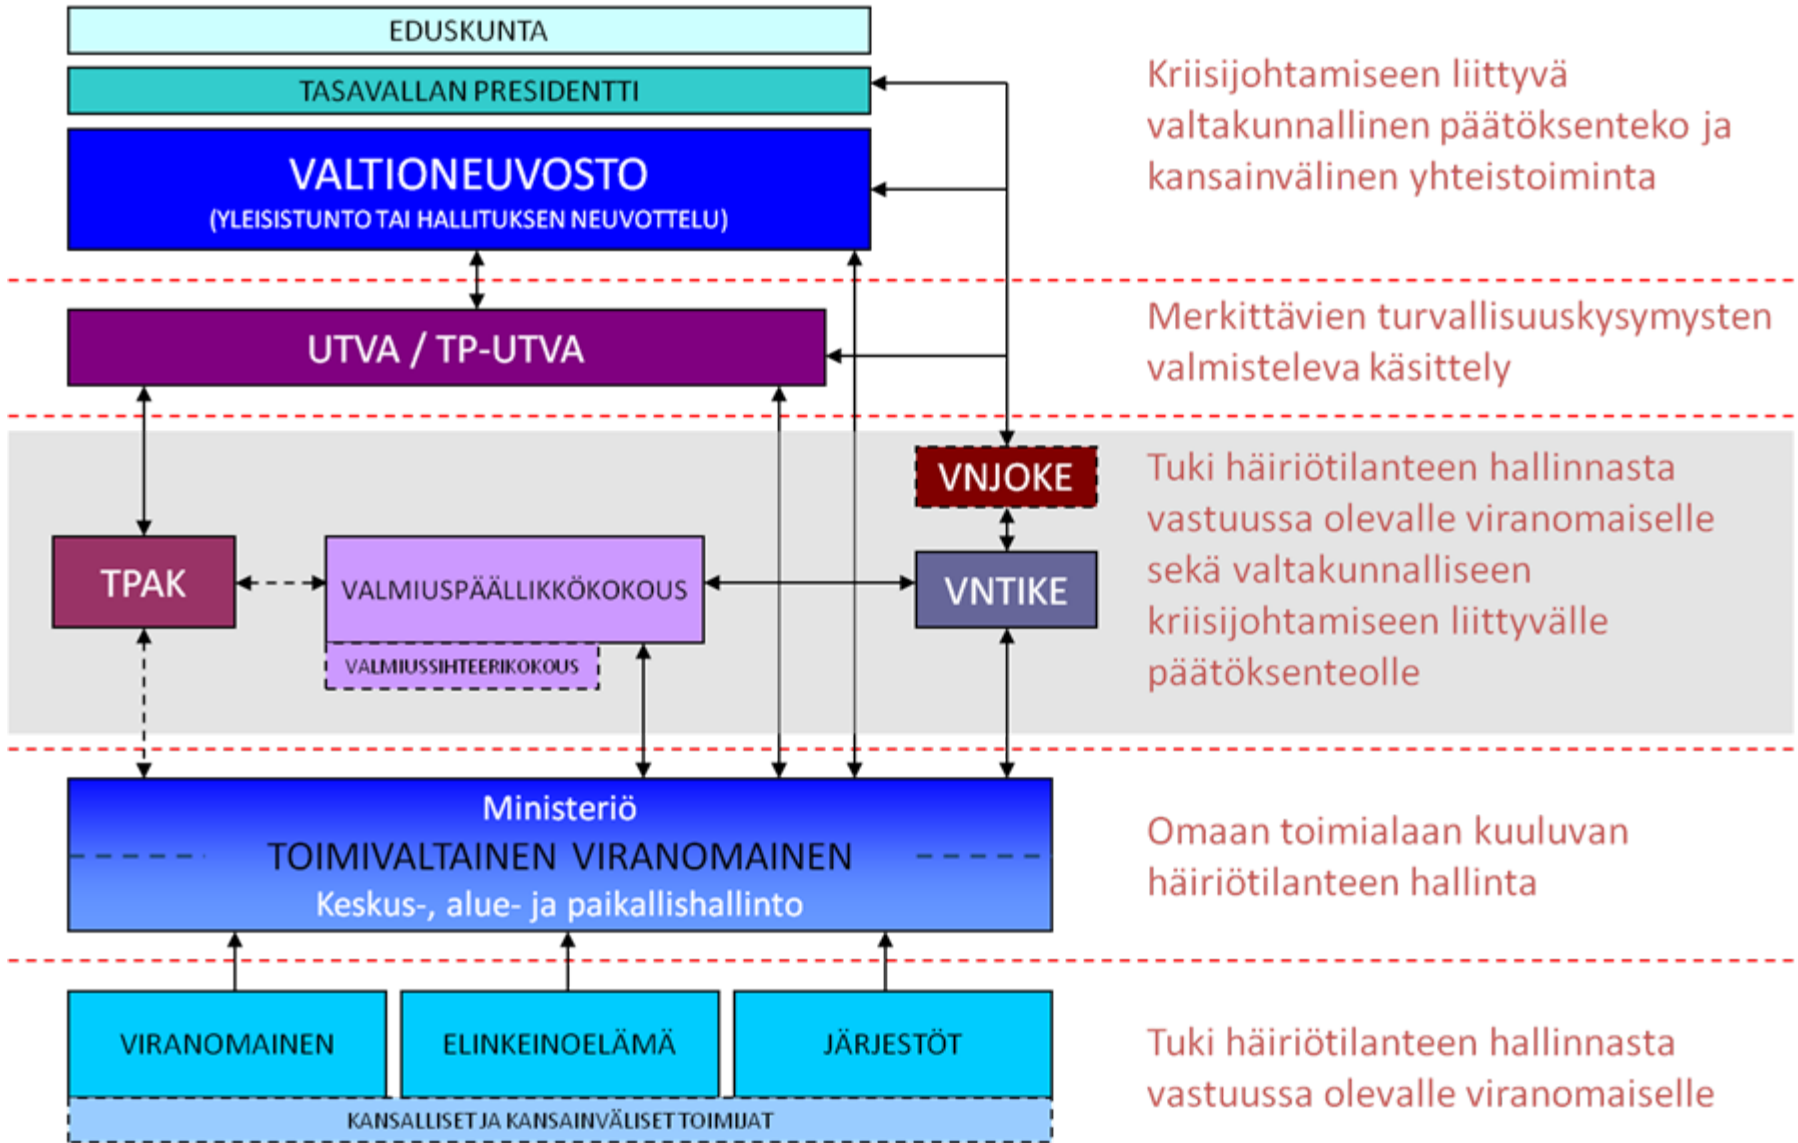 EDUSKUNTA
TASAVALLAN PRESIDENTTI
VALTIONEUVOSTO
(YLEISISTUNTO TAI HALLITUKSEN NEUVOTTELU)
Kriisijohtamiseen liittyvä
valtakunnallinen päätöksenteko ja
kansainvälinen yhteistoiminta
UTVA / TP-UTVA
Merkittävien turvallisuuskysymysten
valmisteleva käsittely
TPAK
VALMIUSPÄÄLLIKKÖKOKOUS
VALMIUSSIHTEERIKOKOUS
VNJOKE
VNTIKE
Tuki häiriötilanteen hallinnasta
vastuussa olevalle viranomaiselle
sekä valtakunnalliseen
kriisijohtamiseen liittyvälle
päätöksenteolle
Ministeriö
TOIMIVALTAINEN VIRANOMAINEN
Keskus-, alue- ja paikallishallinto
Omaan toimialaan kuuluvan
häiriötilanteen hallinta
VIRANOMAINEN
ELINKEINOELÄMÄ
JÄRJESTÖT
KANSALLISET JA KANSAINVÄLISET TOIMIJAT
Tuki häiriötilanteen hallinnasta
vastuussa olevalle viranomaiselle